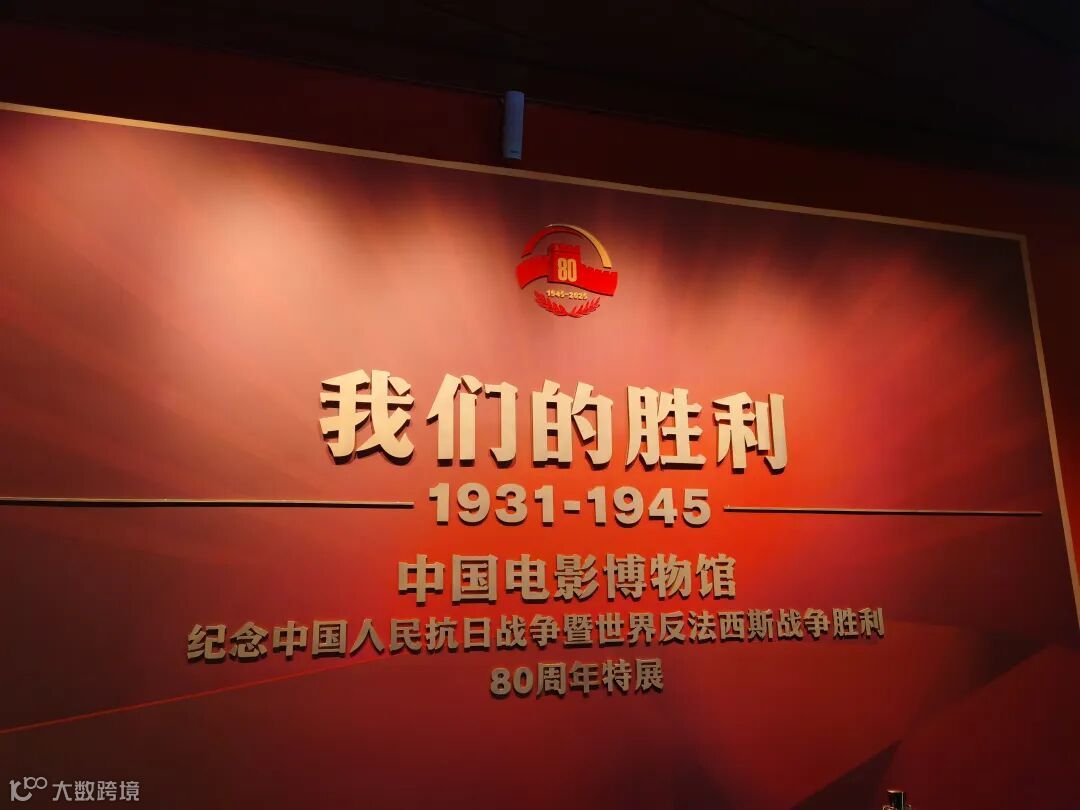 80
1945-2025
我们的胜利
1931-1945
中国电影博物馆
纪念中国人民抗日战争暨世界反法西斯战争胜利
80周年特展
大数跨境